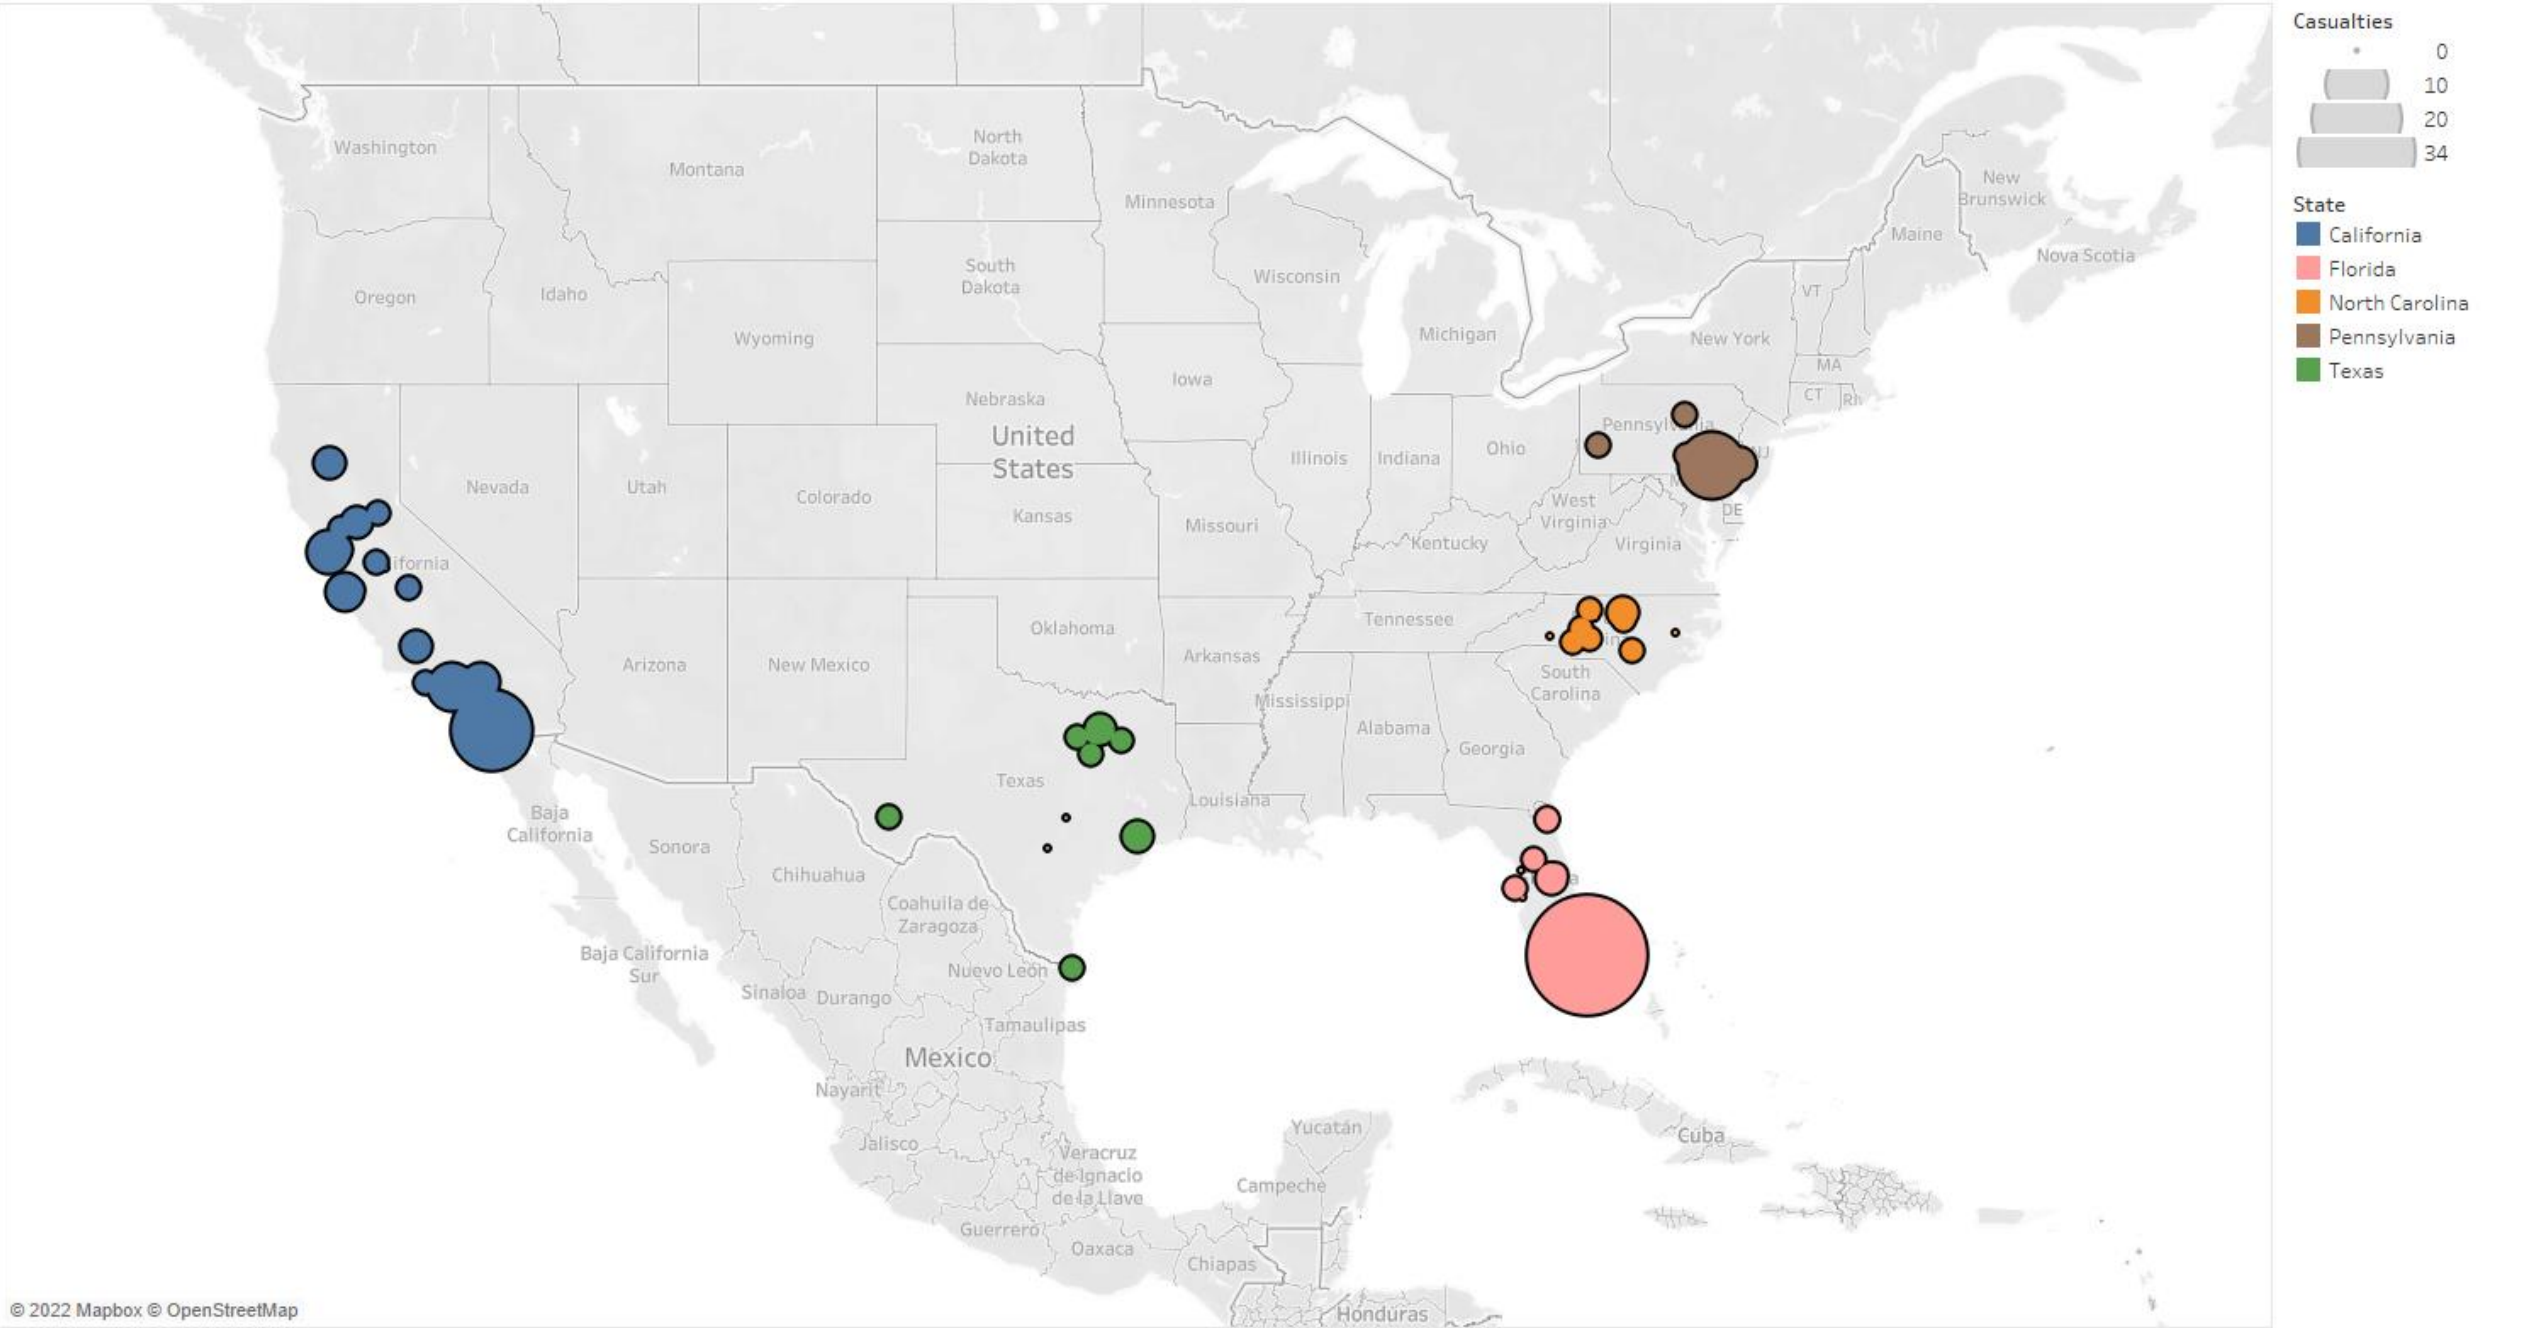 Casualties
0
10
20
34
State
California
Florida
North Carolina
Pennsylvania
Texas
Washington
Montana
North
Dakota
Minnesota
New
Brunswick
Maine
Nova Scotia
Oregon
Idaho
South
Dakota
Wisconsin
VT
Wyoming
Michigan
New York
MA
CT
Rh
Iowa
Nebraska
Pennsylvania
United
States
Nevada
Utah
Colorado
Illinois
Indiana
Ohio
Kansas
Missouri
West
Virginia
DE
ifornia
Kentucky
Virginia
Oklahoma
Tennessee
Arizona
New Mexico
Arkansas
South
Carolina
Mississippi
Alabama
Georgia
Texas
Louisiana
Baja
California
Sonora
Chihuahua
Coahuila de
Zaragoza
Baja California
Sur
Nuevo León
Sinaloa
Durango
Tamaulipas
Mexico
Nayarit
Jalisco
Veracruz
de Ignacio
de la Llave
Yucatán
Cuba
Campeche
Guerrero
Oaxaca
Chiapas
Honduras
© 2022 Mapbox © OpenStreetMap